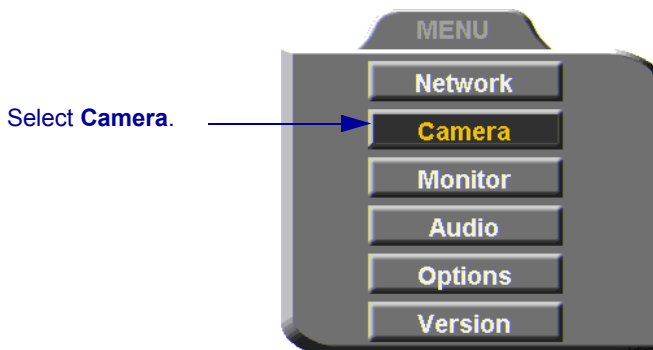 MENU
Network
Select Camera.
Camera
Monitor
Audio
Options
Version